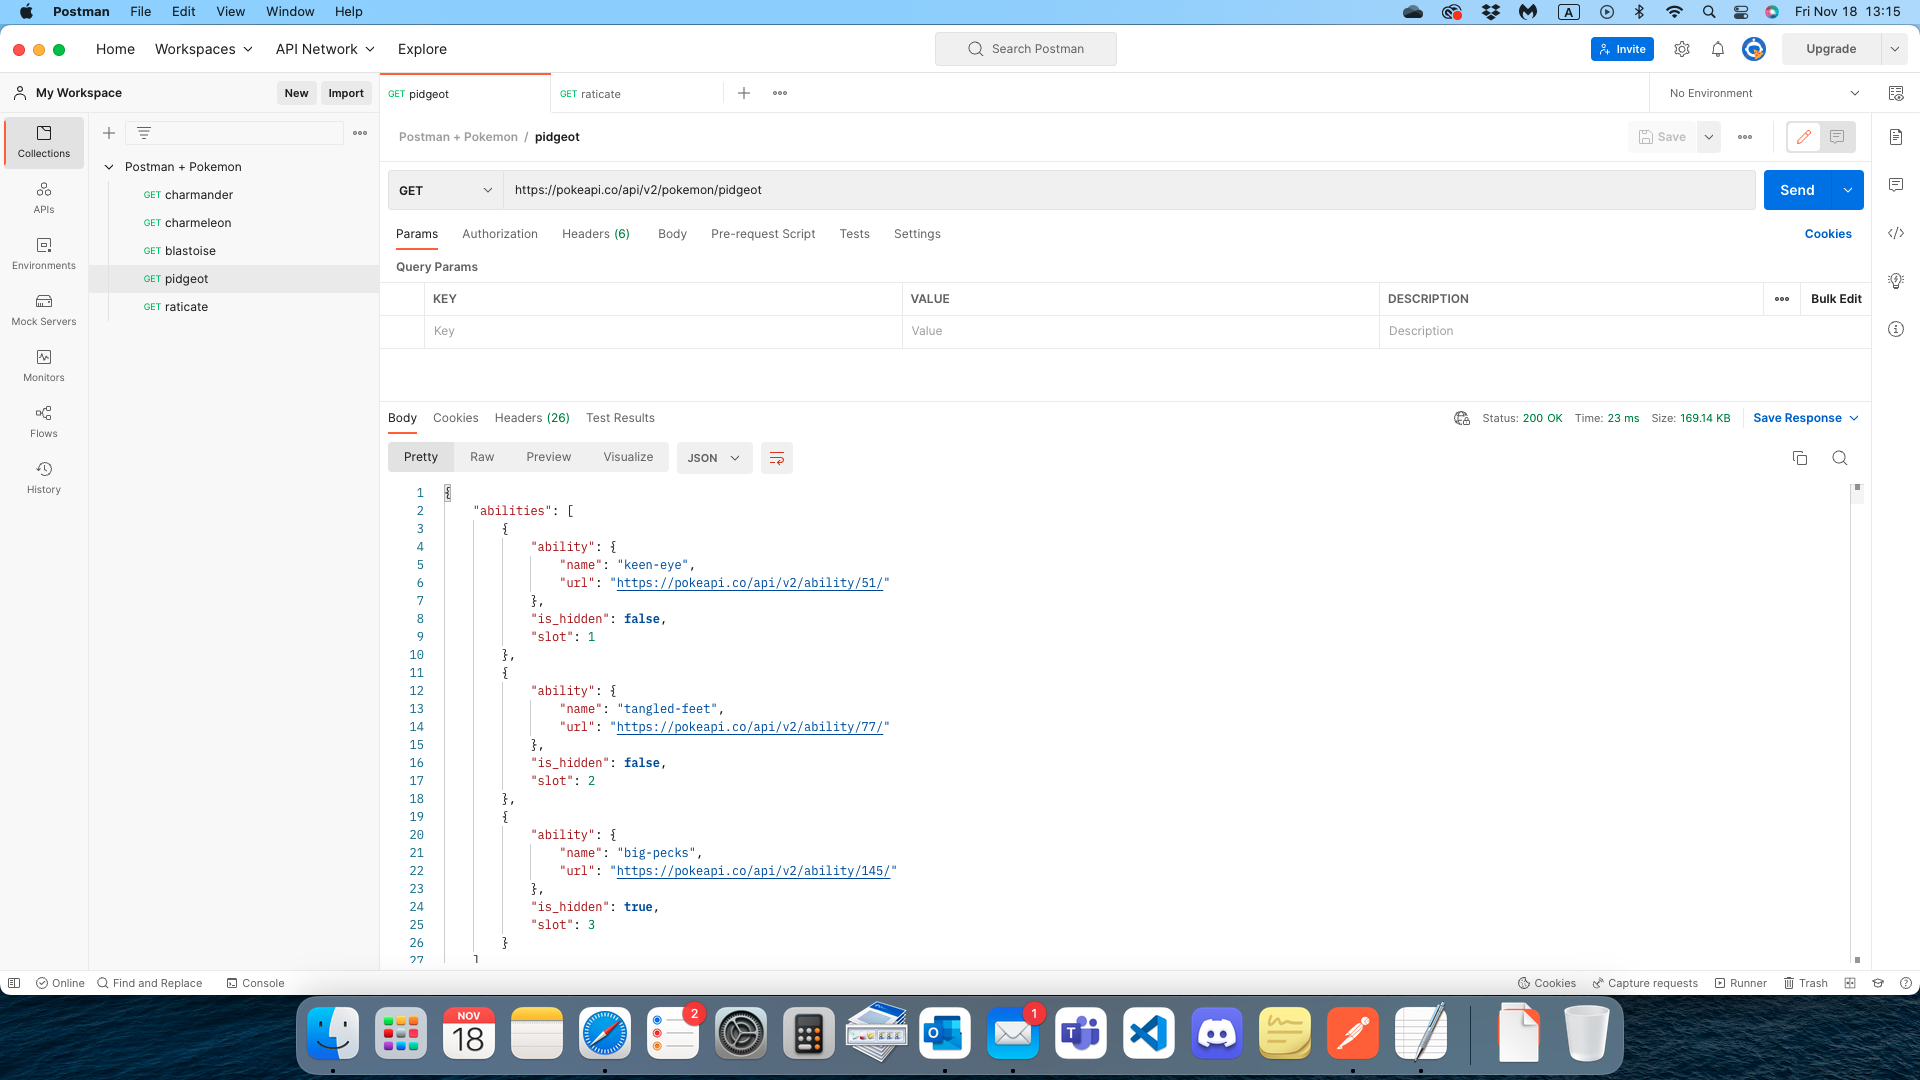 Postman File Edit View Window Help A Fri Nov 18 13:15
Home Workspaces API Network Explore Search Postman Invite Upgrade
My Workspace New Import GET pidgeot GET raticate No Environment
Collections
APIs
Environments
Mock Servers
Monitors
Flows
History
Postman + Pokemon
GET charmander
GET charmeleon
GET blastoise
GET pidgeot
GET raticate
Postman + Pokemon / pidgeot Save
GET https://pokeapi.co/api/v2/pokemon/pidgeot Send
Params Authorization Headers (6) Body Pre-request Script Tests Settings Cookies
Query Params
KEY VALUE DESCRIPTION Bulk Edit
Key Value Description
Body Cookies Headers (26) Test Results Status: 200 OK Time: 23 ms Size: 169.14 KB Save Response
Pretty Raw Preview Visualize JSON
1 {
2 "abilities": [
3 {
4 "ability": {
5 "name": "keen-eye",
6 "url": "https://pokeapi.co/api/v2/ability/51/"
7 },
8 "is_hidden": false,
9 "slot": 1
10 },
11 {
12 "ability": {
13 "name": "tangled-feet",
14 "url": "https://pokeapi.co/api/v2/ability/77/"
15 },
16 "is_hidden": false,
17 "slot": 2
18 },
19 {
20 "ability": {
21 "name": "big-pecks",
22 "url": "https://pokeapi.co/api/v2/ability/145/"
23 },
24 "is_hidden": true,
25 "slot": 3
26 }
27 ]
Online Find and Replace Console Cookies Capture requests Runner Trash
NOV
18
2
1